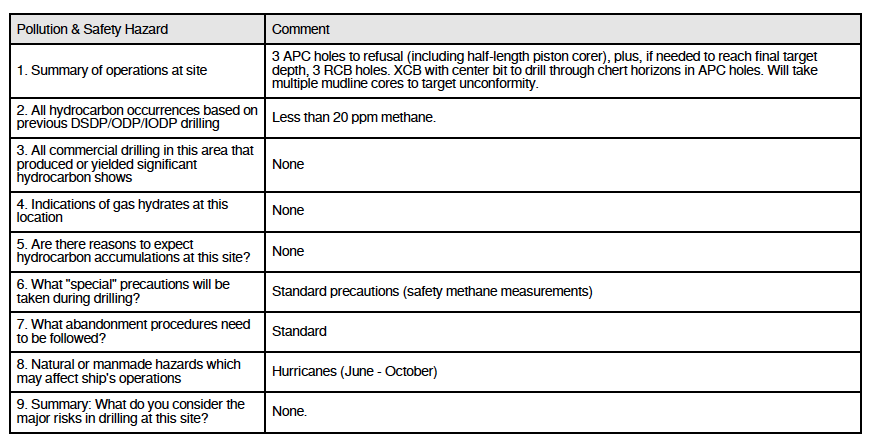 Pollution & Safety Hazard
Comment
1. Summary of operations at site
3 APC holes to refusal (including half-length piston corer), plus, if needed to reach final target
depth, 3 RCB holes. XCB with center bit to drill through chert horizons in APC holes. Will take
multiple mudline cores to target unconformity.
2. All hydrocarbon occurrences based on
previous DSDP/ODP/IODP drilling
Less than 20 ppm methane.
3. All commercial drilling in this area that
produced or yielded significant
hydrocarbon shows
None
4. Indications of gas hydrates at this
location
None
5. Are there reasons to expect
hydrocarbon accumulations at this site?
None
6. What "special" precautions will be
taken during drilling?
Standard precautions (safety methane measurements)
7. What abandonment procedures need
to be followed?
Standard
8. Natural or manmade hazards which
may affect ship's operations
Hurricanes (June - October)
9. Summary: What do you consider the
major risks in drilling at this site?
None.